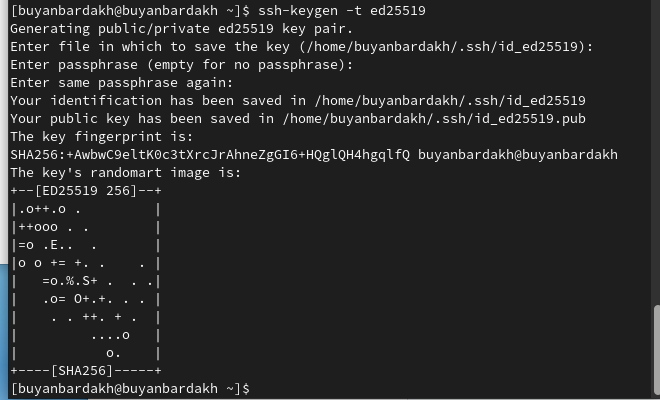 [buyanbardakh@buyanbardakh ~]$ ssh-keygen -t ed25519
Generating public/private ed25519 key pair.
Enter file in which to save the key (/home/buyanbardakh/.ssh/id_ed25519):
Enter passphrase (empty for no passphrase):
Enter same passphrase again:
Your identification has been saved in /home/buyanbardakh/.ssh/id_ed25519
Your public key has been saved in /home/buyanbardakh/.ssh/id_ed25519.pub
The key fingerprint is:
SHA256:+AwbwC9eltK0c3tXrcJrAhneZgGI6+HQglQH4hgqlfQ buyanbardakh@buyanbardakh
The key's randomart image is:
+--[ED25519 256]--+
|.o++.o .         |
|++ooo . .        |
|=o .E..  .       |
|o o += +. .    . |
|   =o.%.S+ .  . .|
|   .o= O+.+. . . |
|    . . ++. + .  |
|         ....o   |
|           o.    |
+----[SHA256]-----+
[buyanbardakh@buyanbardakh ~]$